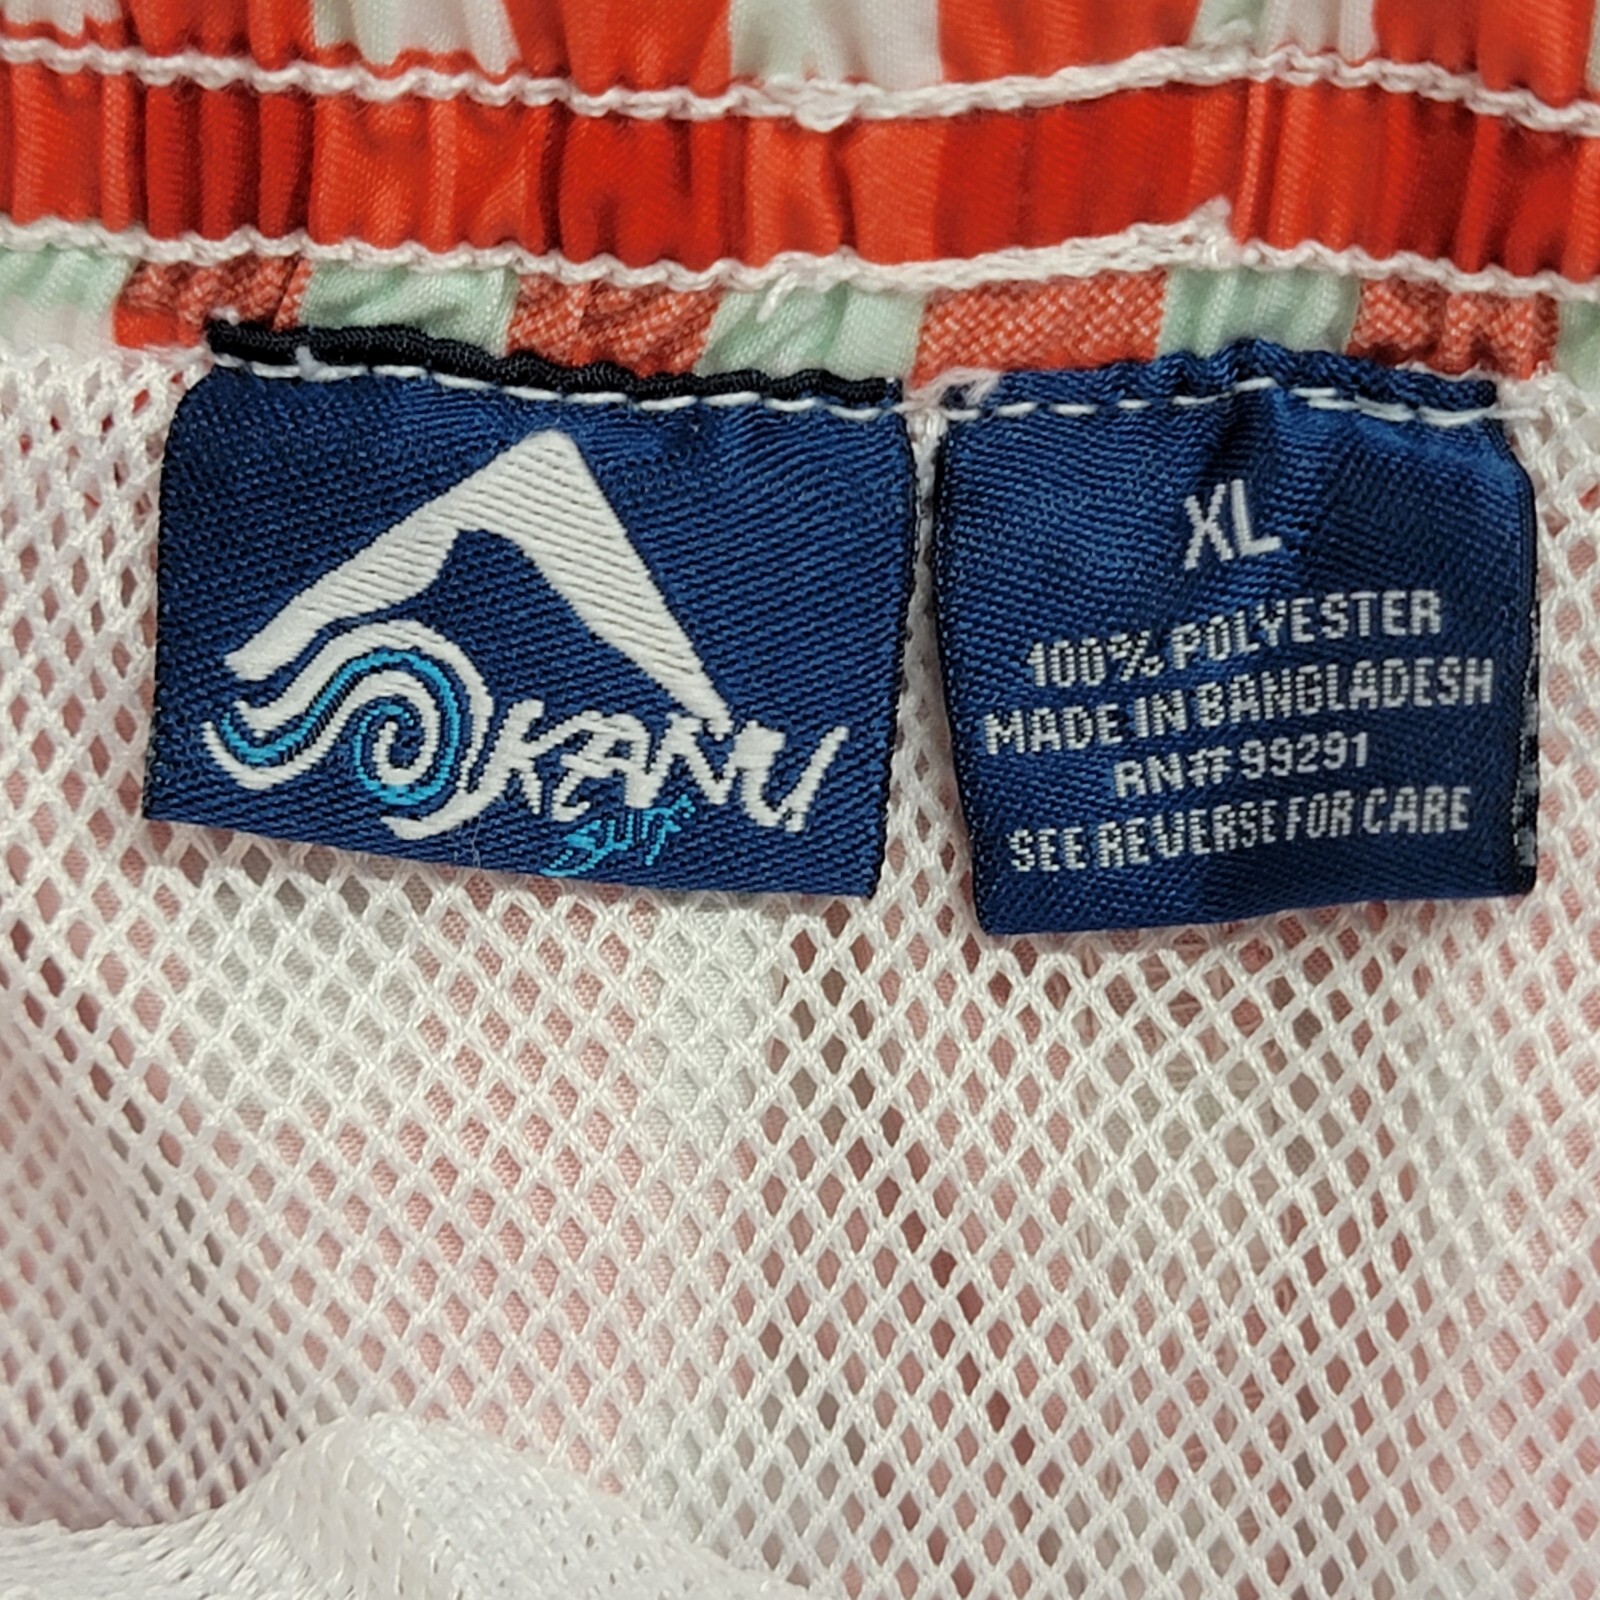 KANU
SURF
XL
100% POLYESTER
MADE IN BANGLADESH
RN# 99291
SEE REVERSE FOR CARE